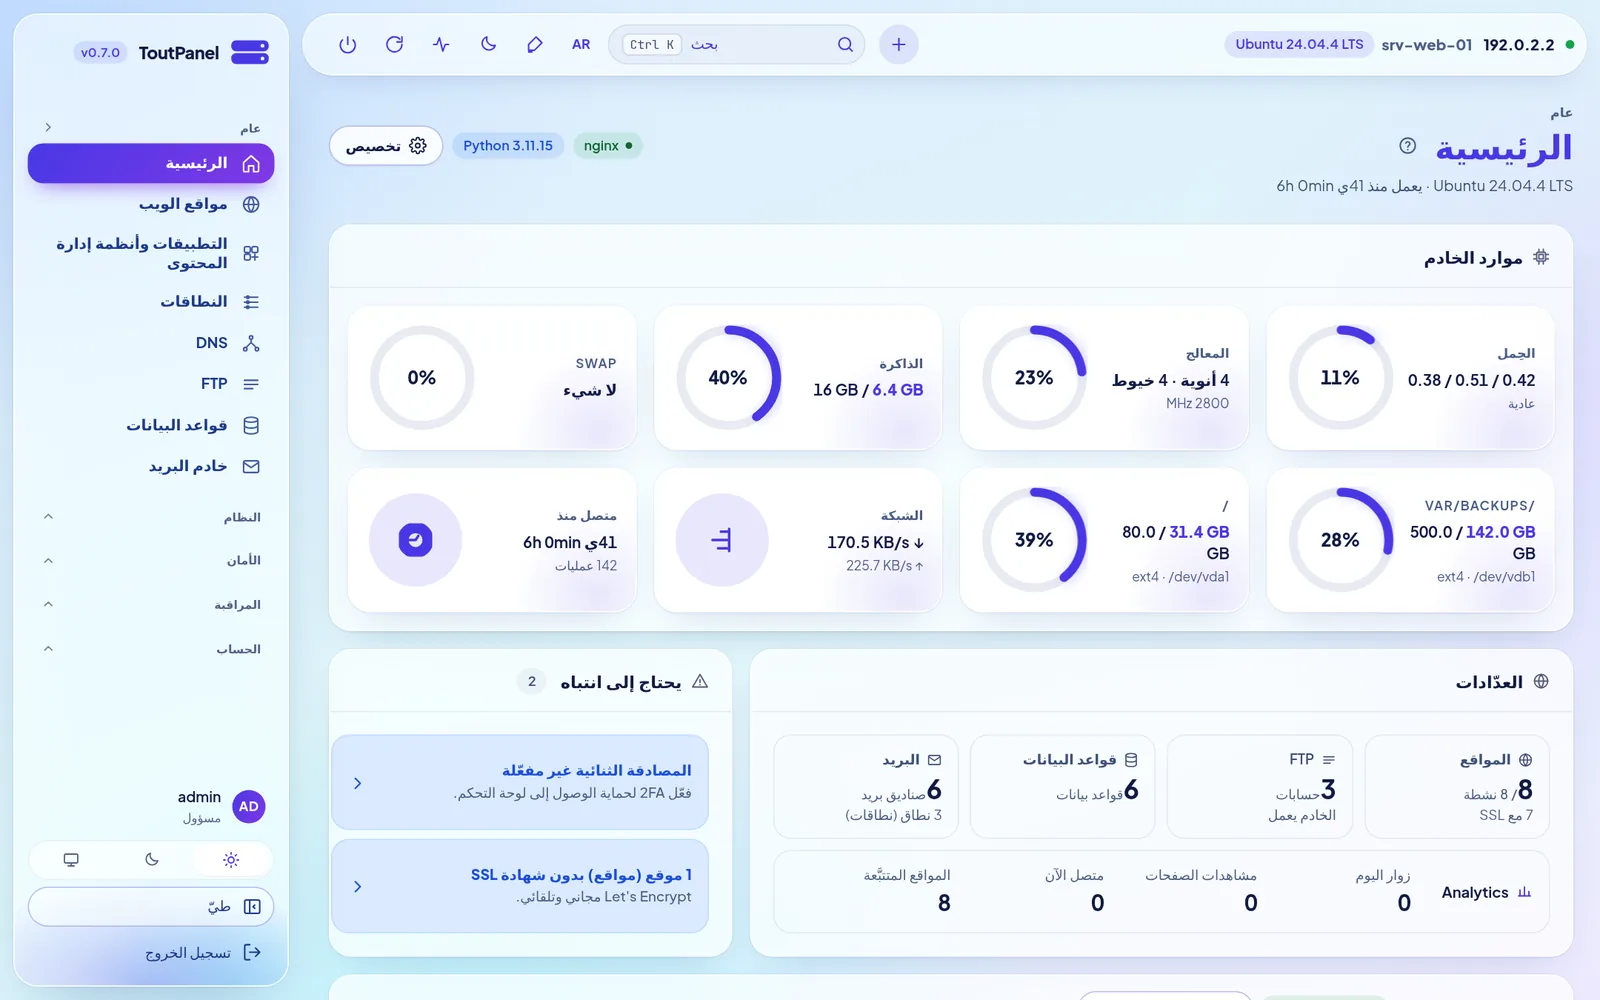 ToutPanel v0.7.0
عام
الرئيسية
مواقع الويب
التطبيقات وأنظمة إدارة
المحتوى
النطاقات
DNS
FTP
قواعد البيانات
خادم البريد
النظام
الأمان
المراقبة
الحساب
AD admin
مسؤول
طيّ
تسجيل الخروج
192.0.2.2 srv-web-01 Ubuntu 24.04.4 LTS
بحث Ctrl K
AR
عام
الرئيسية
Ubuntu 24.04.4 LTS · يعمل منذ 41ي 6h 0min
nginx
Python 3.11.15
تخصيص
موارد الخادم
الحِمل
0.38 / 0.51 / 0.42
عادية
11%
المعالج
4 أنوية · 4 خيوط
MHz 2800
23%
الذاكرة
16 GB / 6.4 GB
40%
SWAP
لا شيء
0%
VAR/BACKUPS/
500.0 / 142.0 GB
GB
ext4 · /dev/vdb1
28%
/
80.0 / 31.4 GB
GB
ext4 · /dev/vda1
39%
الشبكة
170.5 KB/s ↓
225.7 KB/s ↑
متصل منذ
41ي 6h 0min
142 عمليات
العدّادات
المواقع
8/ 8 نشطة
7 مع SSL
FTP
3حسابات
الخادم يعمل
قواعد البيانات
6قواعد بيانات
البريد
6صناديق بريد
3 نطاق (نطاقات)
Analytics
زوار اليوم
0
مشاهدات الصفحات
0
متصل الآن
0
المواقع المتتبَّعة
8
يحتاج إلى انتباه 2
المصادقة الثنائية غير مفعّلة
فعّل 2FA لحماية الوصول إلى لوحة التحكم.
1 موقع (مواقع) بدون شهادة SSL
Let's Encrypt مجاني وتلقائي.